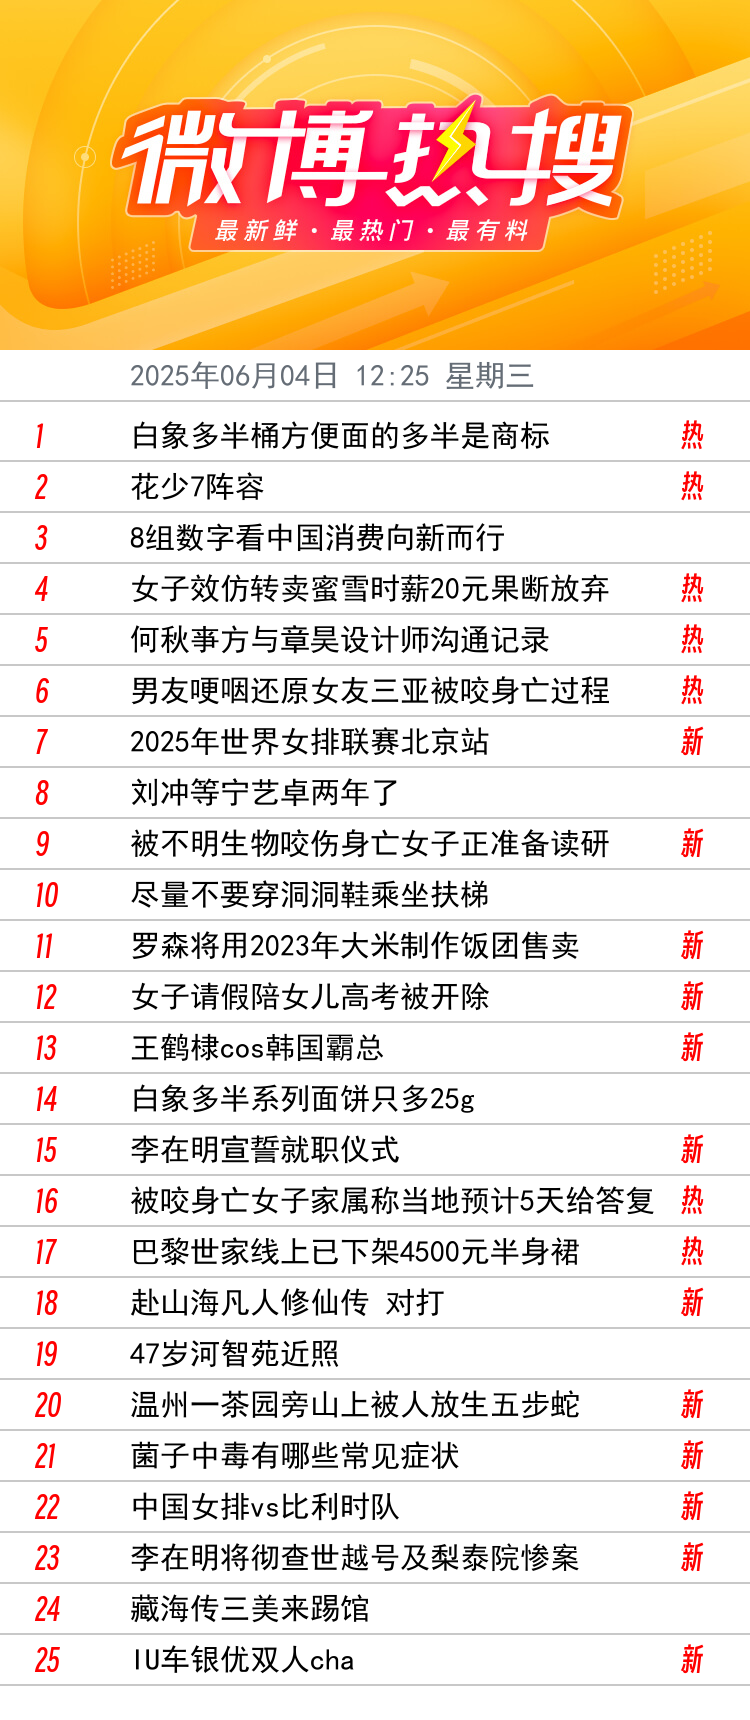 微博热搜
最新鲜·最热门·最有料
2025年06月04日 12:25 星期三
1 白象多半桶方便面的多半是商标 热
2 花少7阵容 热
3 8组数字看中国消费向新而行
4 女子效仿转卖蜜雪时薪20元果断放弃 热
5 何秋亊方与章昊设计师沟通记录 热
6 男友哽咽还原女友三亚被咬身亡过程 热
7 2025年世界女排联赛北京站 新
8 刘冲等宁艺卓两年了
9 被不明生物咬伤身亡女子正准备读研 新
10 尽量不要穿洞洞鞋乘坐扶梯
11 罗森将用2023年大米制作饭团售卖 新
12 女子请假陪女儿高考被开除 新
13 王鹤棣cos韩国霸总 新
14 白象多半系列面饼只多25g
15 李在明宣誓就职仪式 新
16 被咬身亡女子家属称当地预计5天给答复 热
17 巴黎世家线上已下架4500元半身裙 热
18 赴山海凡人修仙传 对打 新
19 47岁河智苑近照
20 温州一茶园旁山上被人放生五步蛇 新
21 菌子中毒有哪些常见症状 新
22 中国女排vs比利时队 新
23 李在明将彻查世越号及梨泰院惨案 新
24 藏海传三美来踢馆
25 IU车银优双人cha 新